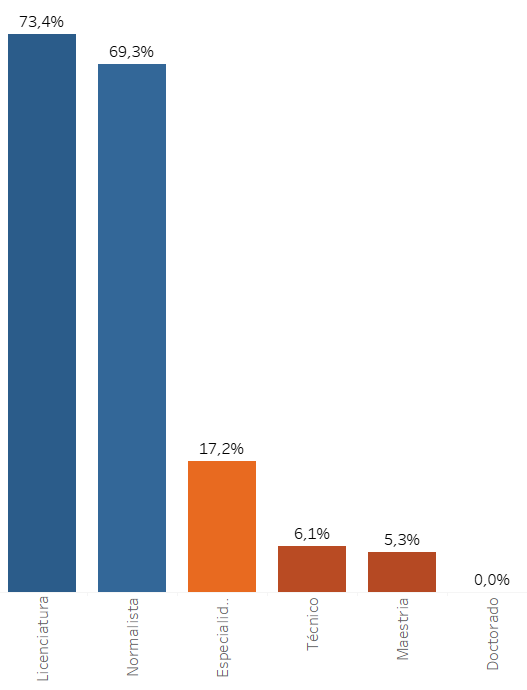 73,4%
69,3%
17,2%
6,1%
5,3%
0,0%
Licenciatura
Normalista
Especialid..
Técnico
Maestria
Doctorado